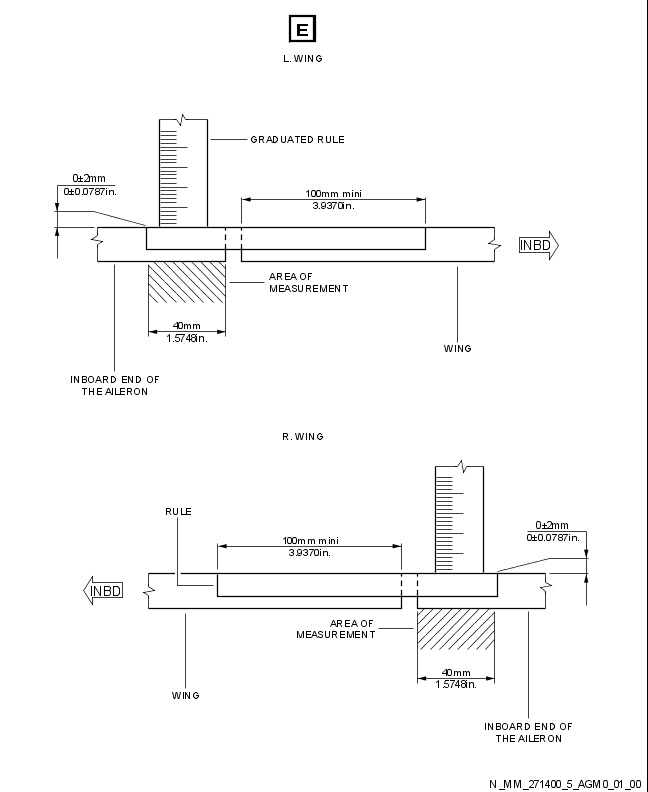 E
L. WING
GRADUATED RULE
0±2mm
0±0.0787in.
100mm mini
3.9370in.
INBD
AREA OF
MEASUREMENT
40mm
1.5748in.
WING
INBOARD END OF
THE AILERON
R. WING
RULE
100mm mini
3.9370in.
0±2mm
0±0.0787in.
INBD
AREA OF
MEASUREMENT
40mm
1.5748in.
WING
INBOARD END OF
THE AILERON
N_MM_271400_5_AGM0_01_00